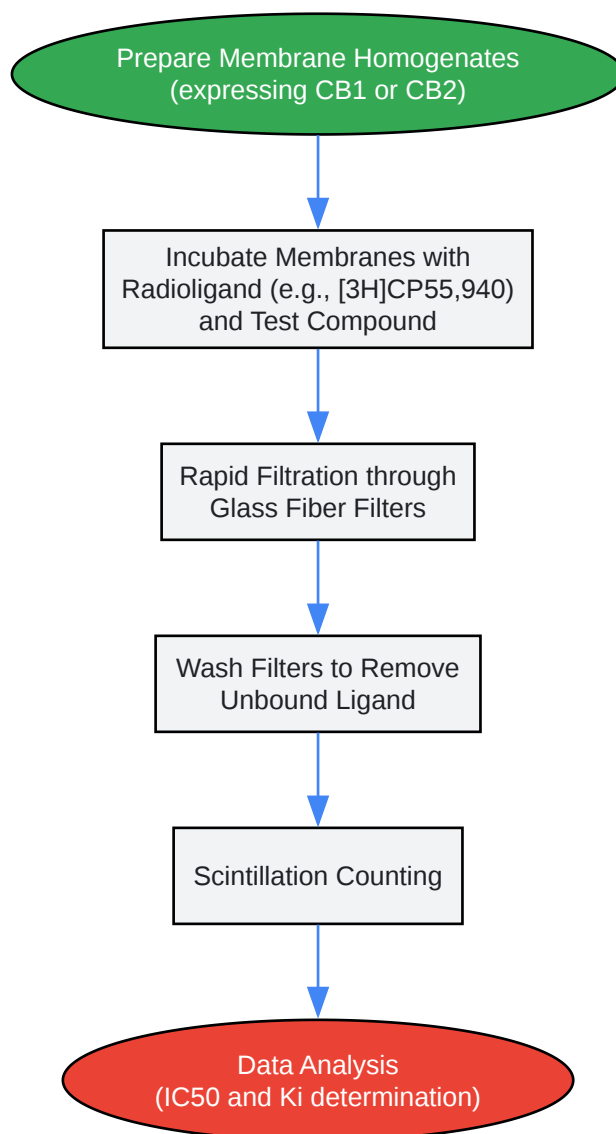 Prepare Membrane Homogenates
(expressing CB1 or CB2)
Incubate Membranes with
Radioligand (e.g., [3H]CP55,940)
and Test Compound
Rapid Filtration through
Glass Fiber Filters
Wash Filters to Remove
Unbound Ligand
Scintillation Counting
Data Analysis
(IC50 and Ki determination)